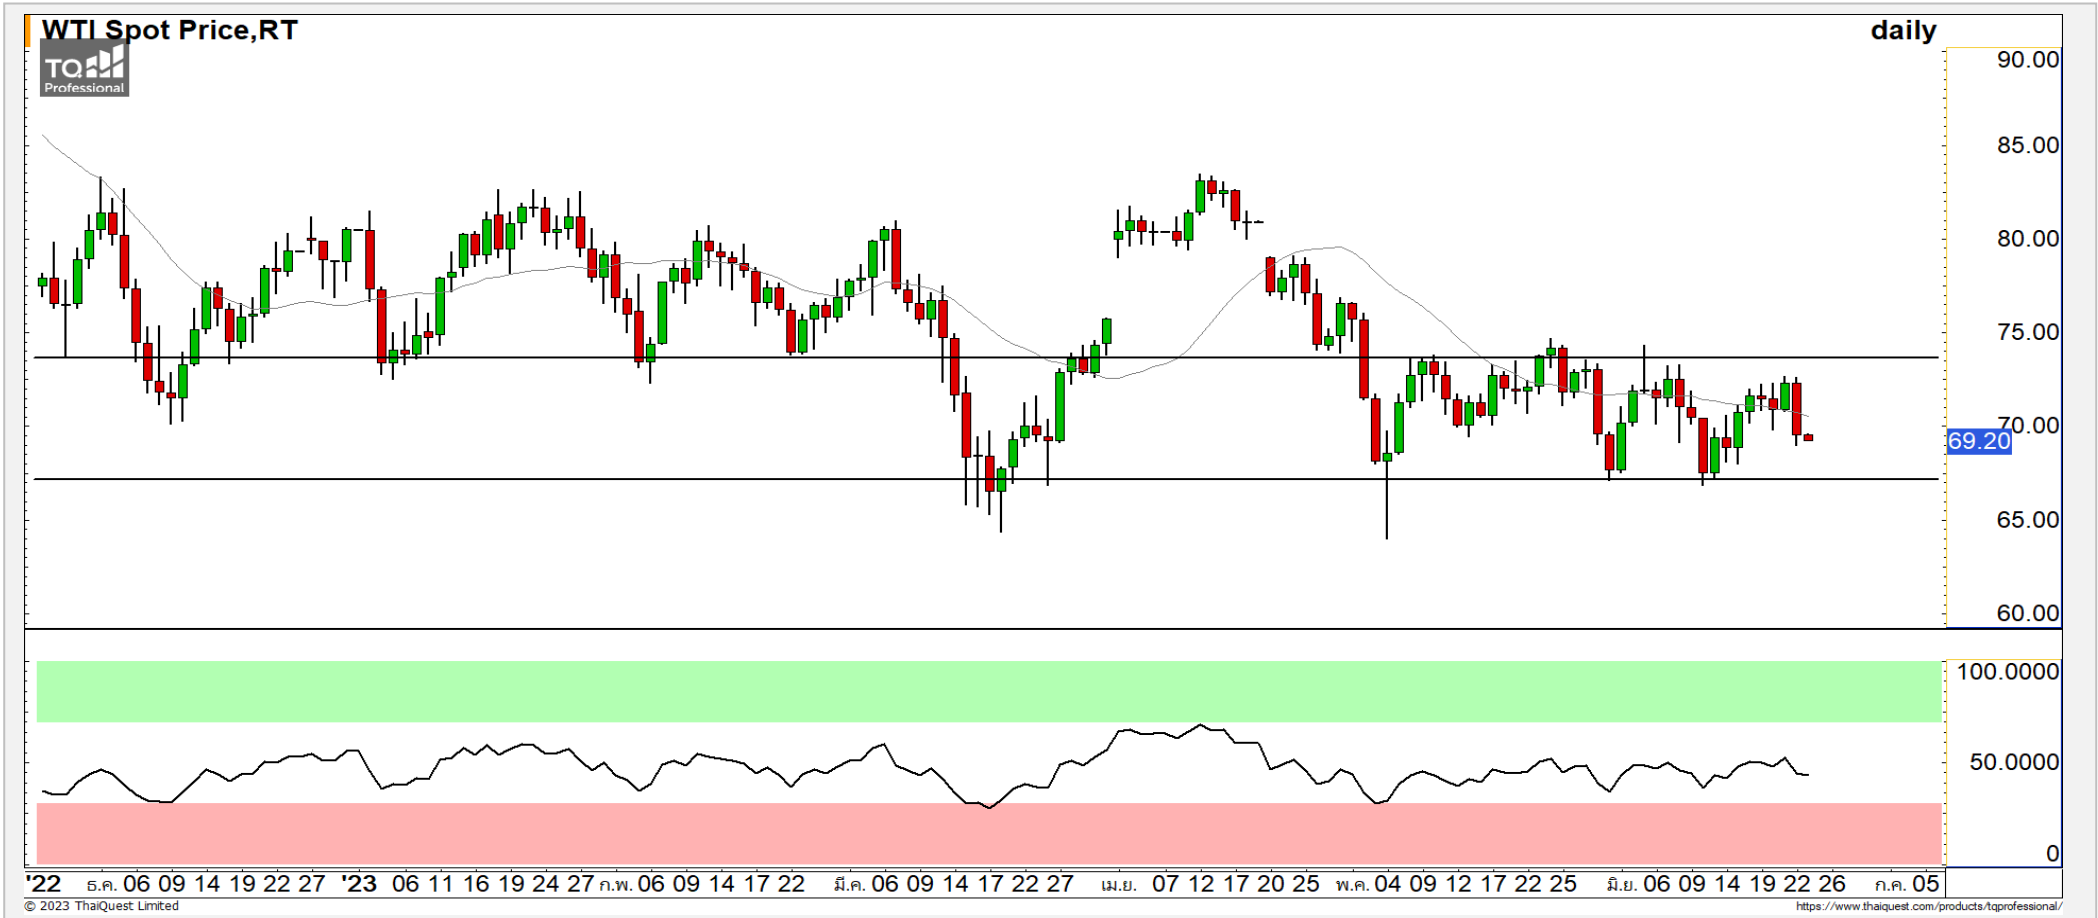 WTI Spot Price,RT
daily
TQ
Professional
90.00
85.00
80.00
75.00
70.00
69.20
65.00
60.00
100.0000
50.0000
0
'22 ธ.ค. 06 09 14 19 22 27 '23 06 11 16 19 24 27 ก.พ. 06 09 14 17 22 มี.ค. 06 09 14 17 22 27 เม.ย. 07 12 17 20 25 พ.ค. 04 09 12 17 22 25 มิ.ย. 06 09 14 19 22 26 ก.ค. 05
© 2023 ThaiQuest Limited
https://www.thaiquest.com/products/tqprofessional/